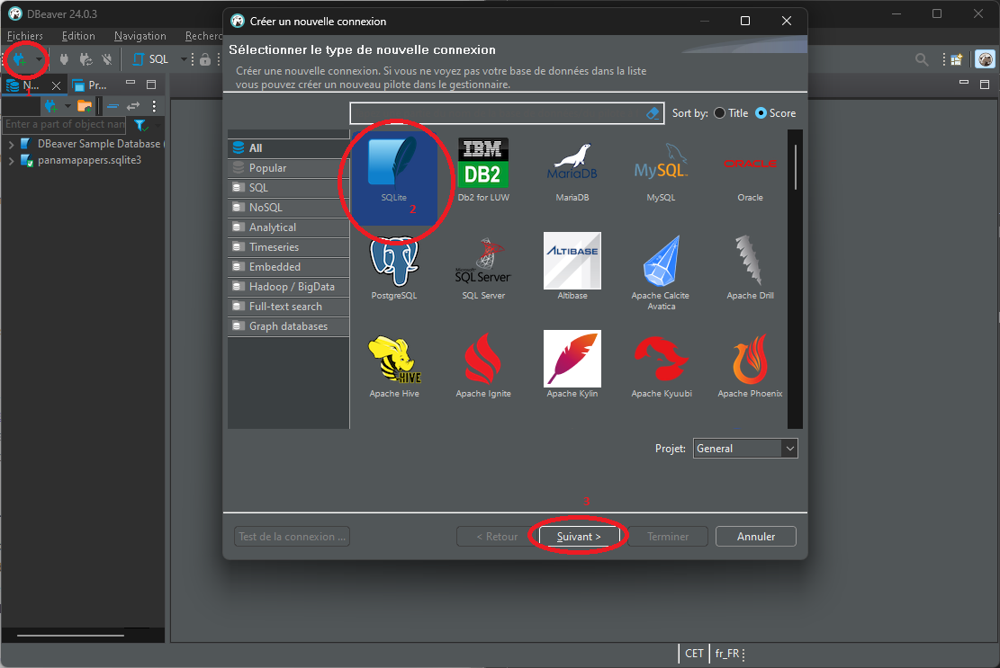 DBeaver 24.0.3
Fichiers Edition Navigation Recherc
SQL
1
N... Pr...
Enter a part of object nam
DBeaver Sample Database (
panamapapers.sqlite3
Créer un nouvelle connexion
Sélectionner le type de nouvelle connexion
Créer une nouvelle connexion. Si vous ne voyez pas votre base de données dans la liste
vous pouvez créer un nouveau pilote dans le gestionnaire.
Sort by: Title Score
All
Popular
SQL
NoSQL
Analytical
Timeseries
Embedded
Hadoop / BigData
Full-text search
Graph databases
IBM
DB2
MariaDB
MySQL
ORACLE
SQLite Db2 for LUW MariaDB MySQL Oracle
2
Microsoft
SQL Server
ALTIBASE
PostgreSQL SQL Server Altibase Apache Calcite Avatica Apache Drill
HIVE
Apache Hive Apache Ignite Apache Kylin Apache Kyuubi Apache Phoenix
Projet: General
Test de la connexion ... < Retour Suivant > Terminer Annuler
CET fr_FR